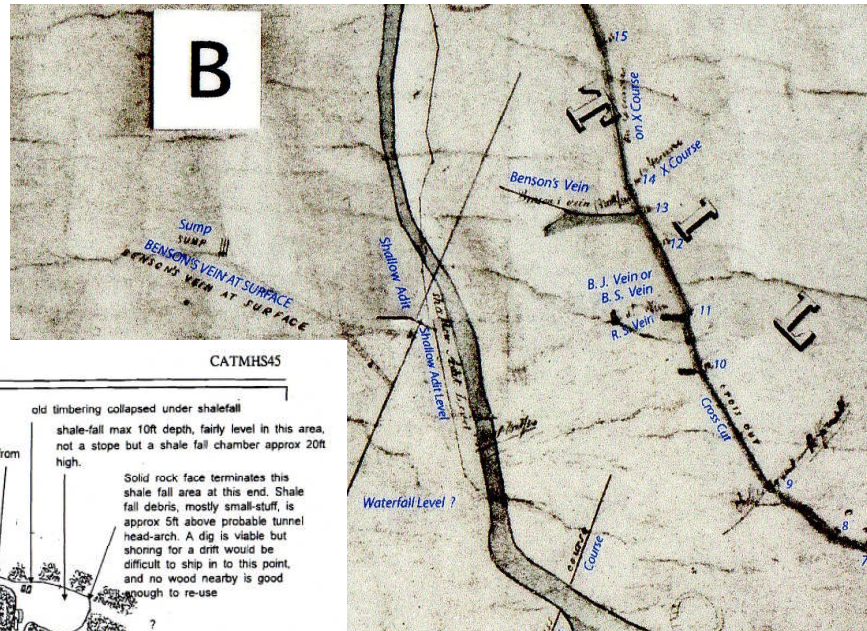 B
15
on X Course
T
14
X Course
Benson's Vein
13
I
12
Sump
SUMP
BENSON'S VEIN AT SURFACE
BENSON'S VEIN AT SURFACE
Shallow Adit
B. J. Vein or
B. S. Vein
R. S. Vein
11
L
Shallow Adit Level
Shallow Adit Level
10
CROSS CUT
Cross Cut
9
8
7
Waterfall Level ?
course
Course
CATMHS45
old timbering collapsed under shalefall
shale-fall max 10ft depth, fairly level in this area,
not a stope but a shale fall chamber approx 20ft
high.
from
Solid rock face terminates this
shale fall area at this end. Shale
fall debris, mostly small-stuff, is
approx 5ft above probable tunnel
head-arch. A dig is viable but
shoring for a drift would be
difficult to ship in to this point,
and no wood nearby is good
enough to re-use
?